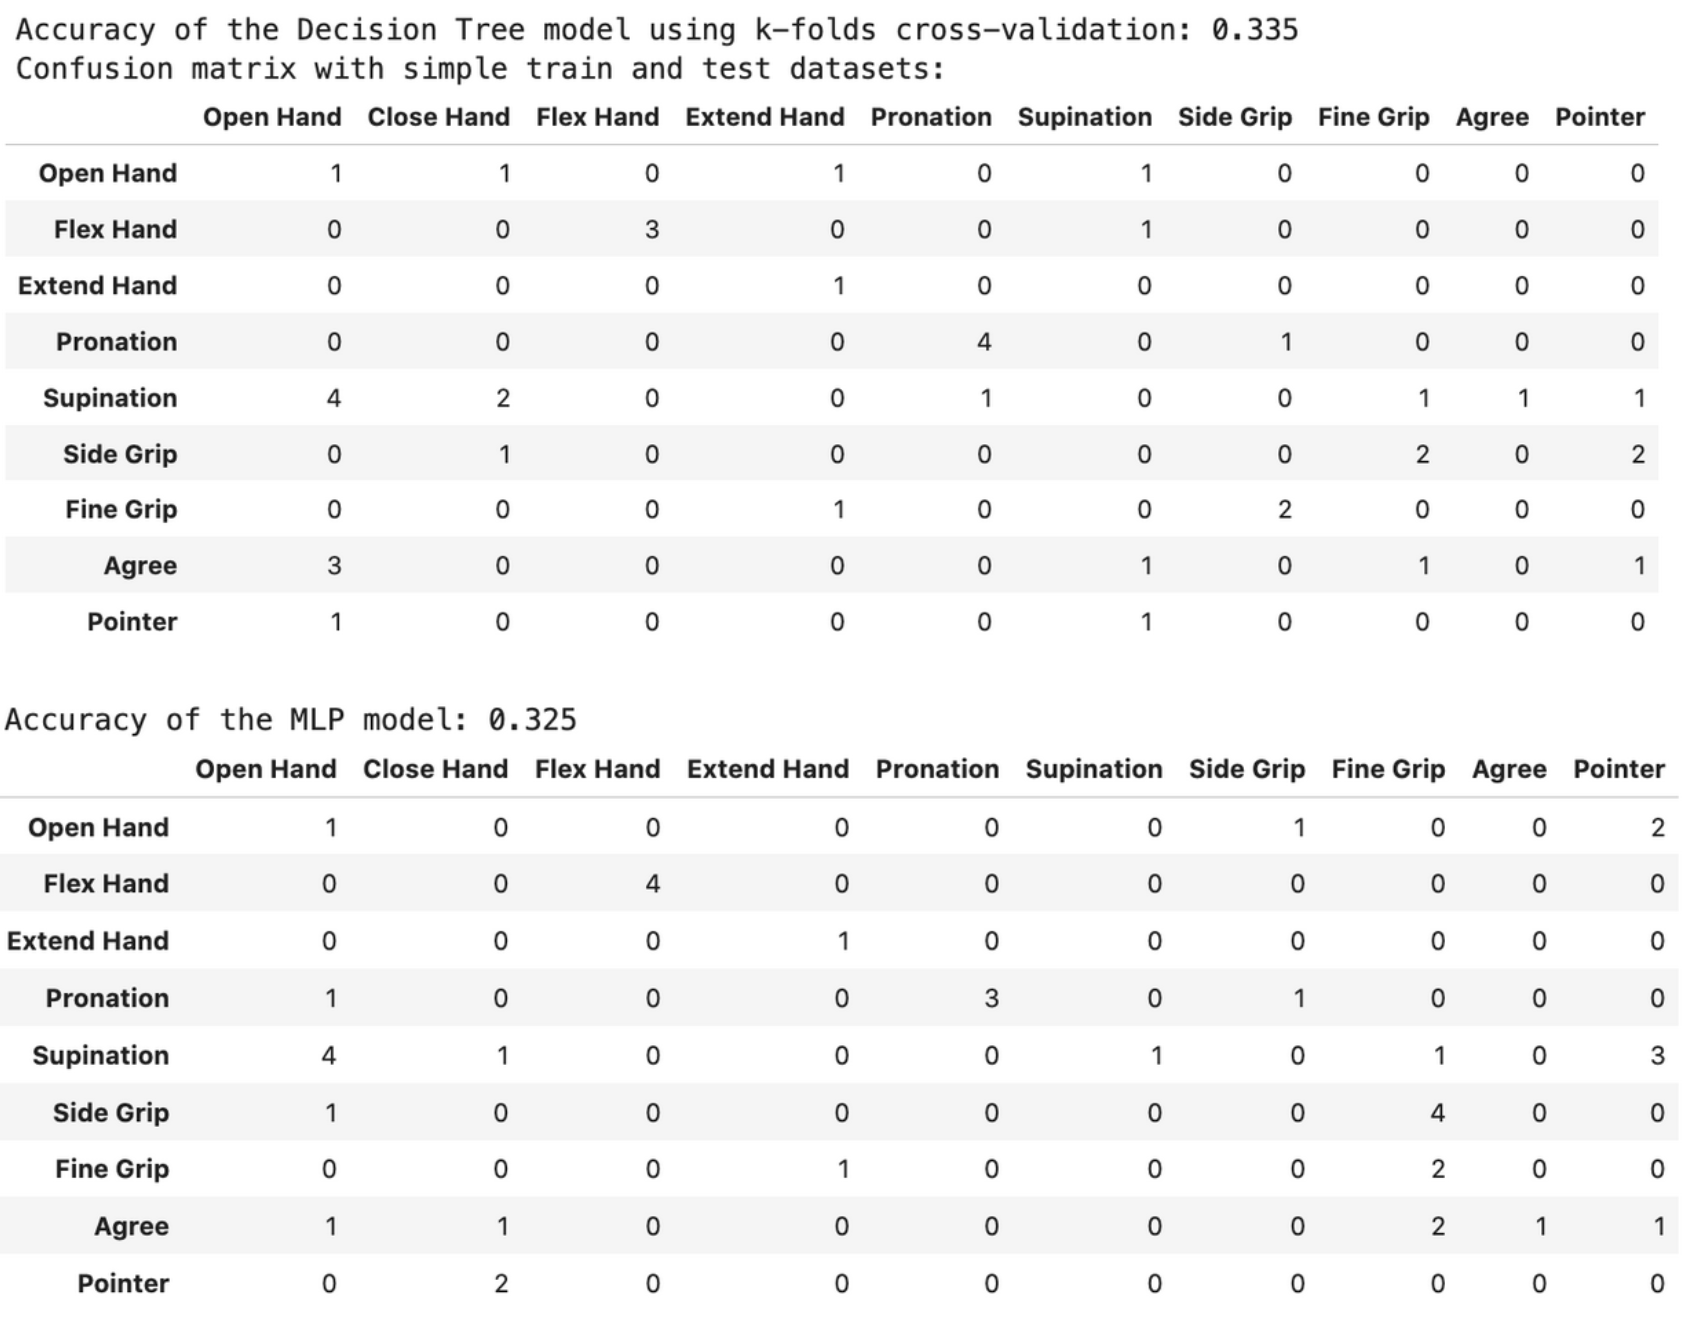 Accuracy of the Decision Tree model using k-folds cross-validation: 0.335
Confusion matrix with simple train and test datasets:
Open Hand Close Hand Flex Hand Extend Hand Pronation Supination Side Grip Fine Grip Agree Pointer
Open Hand 1 1 0 1 0 1 0 0 0 0
Flex Hand 0 0 3 0 0 1 0 0 0 0
Extend Hand 0 0 0 1 0 0 0 0 0 0
Pronation 0 0 0 0 4 0 1 0 0 0
Supination 4 2 0 0 1 0 0 1 1 1
Side Grip 0 1 0 0 0 0 0 2 0 2
Fine Grip 0 0 0 1 0 0 2 0 0 0
Agree 3 0 0 0 0 1 0 1 0 1
Pointer 1 0 0 0 0 1 0 0 0 0
Accuracy of the MLP model: 0.325
Open Hand Close Hand Flex Hand Extend Hand Pronation Supination Side Grip Fine Grip Agree Pointer
Open Hand 1 0 0 0 0 0 1 0 0 2
Flex Hand 0 0 4 0 0 0 0 0 0 0
Extend Hand 0 0 0 1 0 0 0 0 0 0
Pronation 1 0 0 0 3 0 1 0 0 0
Supination 4 1 0 0 0 1 0 1 0 3
Side Grip 1 0 0 0 0 0 0 4 0 0
Fine Grip 0 0 0 1 0 0 0 2 0 0
Agree 1 1 0 0 0 0 0 2 1 1
Pointer 0 2 0 0 0 0 0 0 0 0